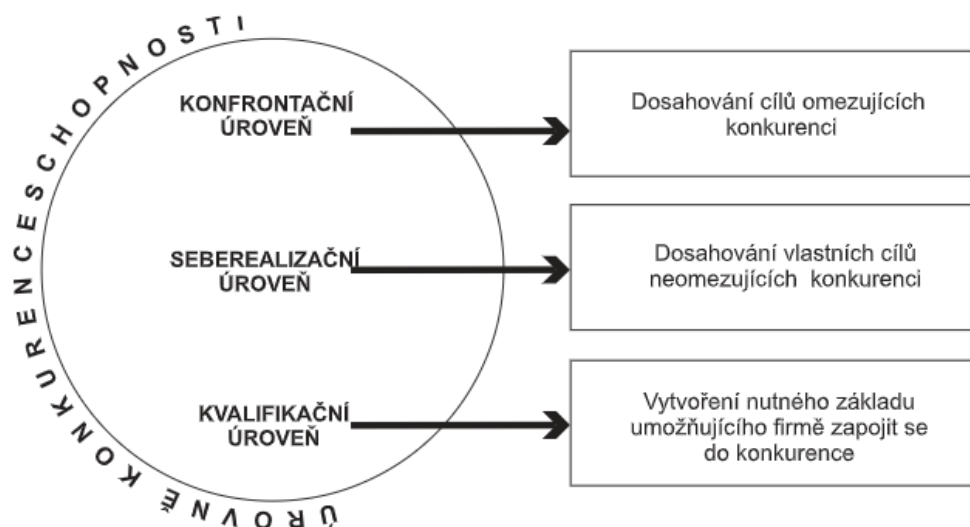 ÚROVNĚ KONKURENCESCHOPNOSTI
KONFRONTAČNÍ
ÚROVEŇ
Dosahování cílů omezujících
konkurenci
SEBEREALIZAČNÍ
ÚROVEŇ
Dosahování vlastních cílů
neomezujících konkurenci
KVALIFIKAČNÍ
ÚROVEŇ
Vytvoření nutného základu
umožňujícího firmě zapojit se
do konkurence